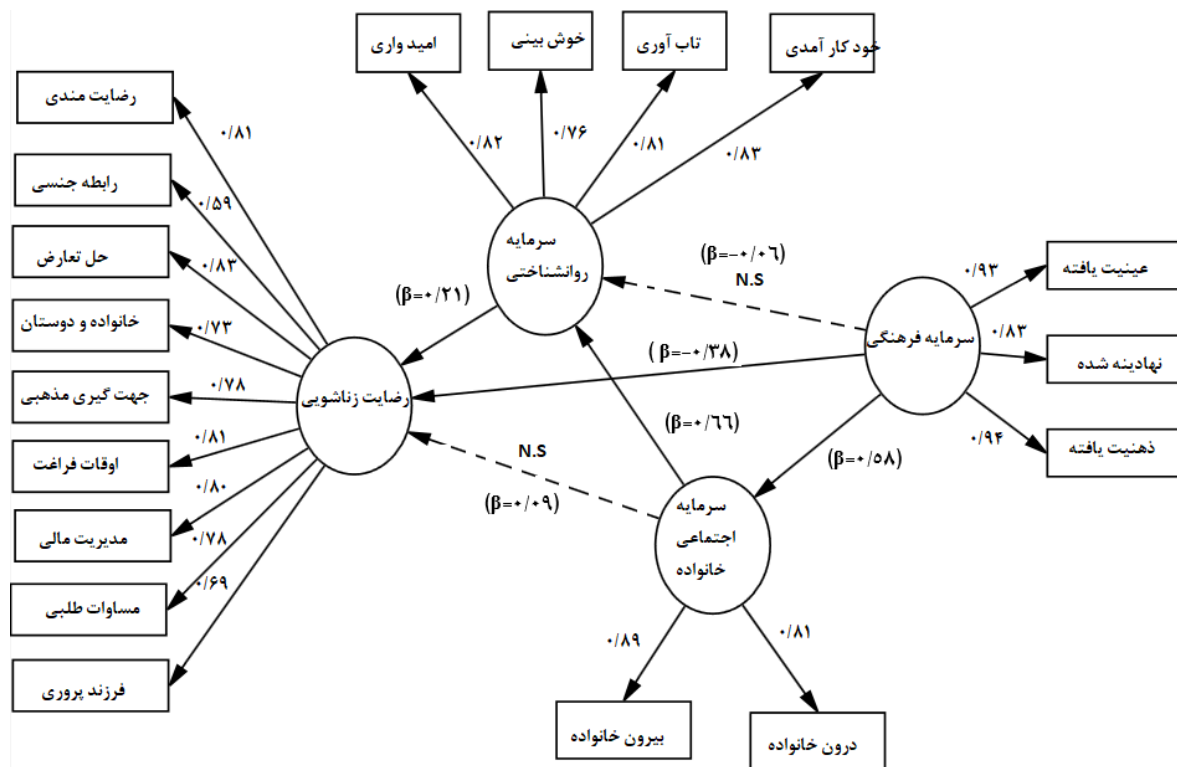 امید واری
خوش بینی
تاب آوری
خود کار آمدی
۰/۸۲
۰/۷۶
۰/۸۱
۰/۸۳
سرمایه
روانشناختی
رضایت مندی
رابطه جنسی
حل تعارض
خانواده و دوستان
جهت گیری مذهبی
اوقات فراغت
مدیریت مالی
مساوات طلبی
فرزند پروری
۰/۸۱
۰/۵۹
۰/۸۳
۰/۷۳
۰/۷۸
۰/۸۱
۰/۸۰
۰/۷۸
۰/۶۹
رضایت زناشویی
(β=۰/۲۱)
(β=-۰/۰٦)
N.S
(β=-۰/۳۸)
(β=۰/٦٦)
N.S
(β=۰/۰۹)
(β=۰/۵۸)
سرمایه فرهنگی
۰/۹۳
۰/۸۳
۰/۹۴
عینیت یافته
نهادینه شده
ذهنیت یافته
سرمایه
اجتماعی
خانواده
۰/۸۹
۰/۸۱
بیرون خانواده
درون خانواده